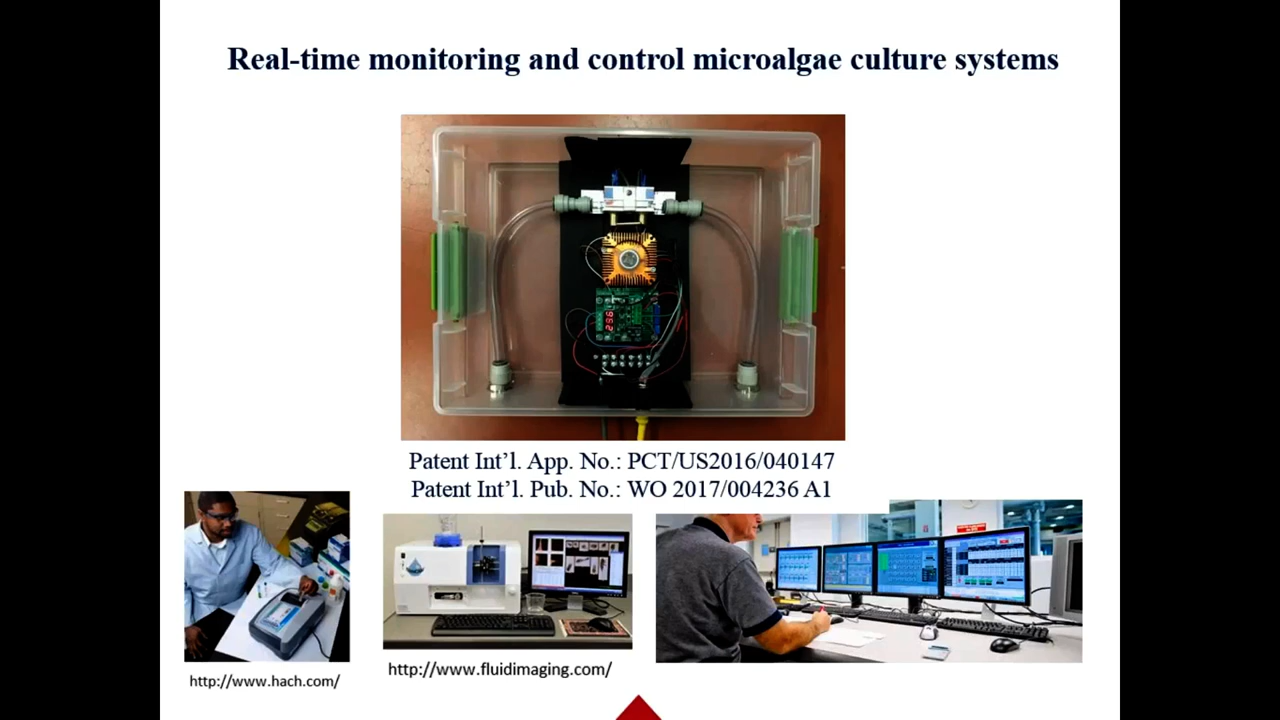 Real-time monitoring and control microalgae culture systems
Patent Int'l. App. No.: PCT/US2016/040147
Patent Int'l. Pub. No.: WO 2017/004236 A1
http://www.hach.com/
http://www.fluidimaging.com/